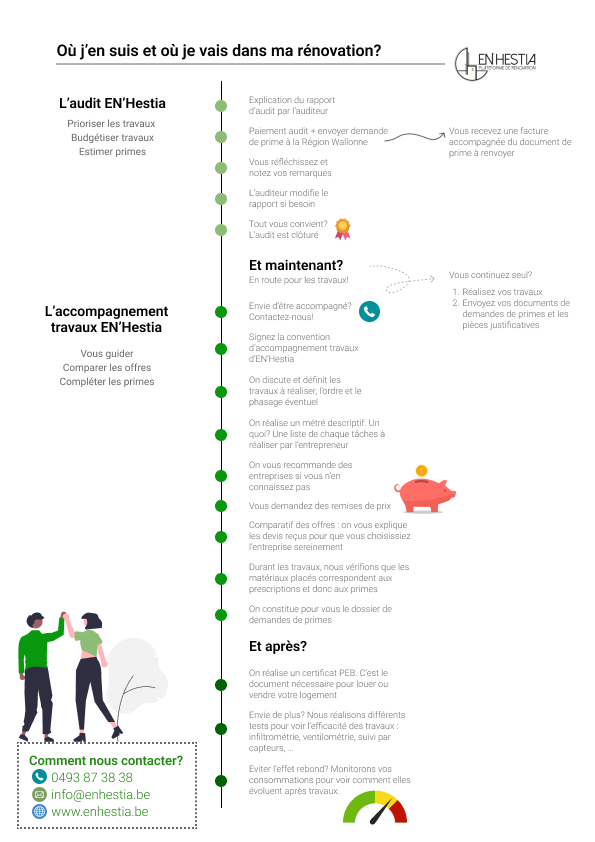 Où j'en suis et où je vais dans ma rénovation?
EN HESTIA
PLATEFORME DE RÉNOVATION
L'audit EN'Hestia
Prioriser les travaux
Budgétiser travaux
Estimer primes
Explication du rapport
d'audit par l'auditeur
Paiement audit + envoyer demande
de prime à la Région Wallonne
Vous recevez une facture
accompagnée du document de
prime à renvoyer
Vous réfléchissez et
notez vos remarques
L'auditeur modifie le
rapport si besoin
Tout vous convient?
L'audit est clôturé
Et maintenant?
En route pour les travaux!
Vous continuez seul?
1. Réalisez vos travaux
2. Envoyez vos documents de
demandes de primes et les
pièces justificatives
L'accompagnement
travaux EN'Hestia
Vous guider
Comparer les offres
Compléter les primes
Envie d'être accompagné?
Contactez-nous!
Signez la convention
d'accompagnement travaux
d'EN'Hestia
On discute et définit les
travaux à réaliser, l'ordre et le
phasage éventuel
On réalise un métré descriptif. Un
quoi? Une liste de chaque tâches à
réaliser par l'entrepreneur
On vous recommande des
entreprises si vous n'en
connaissez pas
Vous demandez des remises de prix
Comparatif des offres : on vous explique
les devis reçus pour que vous choisissiez
l'entreprise sereinement
Durant les travaux, nous vérifions que les
matériaux placés correspondent aux
prescriptions et donc aux primes
On constitue pour vous le dossier de
demandes de primes
Et après?
On réalise un certificat PEB. C'est le
document nécessaire pour louer ou
vendre votre logement
Envie de plus? Nous réalisons différents
tests pour voir l'efficacité des travaux :
infiltrométrie, ventilométrie, suivi par
capteurs, ...
Eviter l'effet rebond? Monitorons vos
consommations pour voir comment elles
évoluent après travaux.
Comment nous contacter?
0493 87 38 38
info@enhestia.be
www.enhestia.be